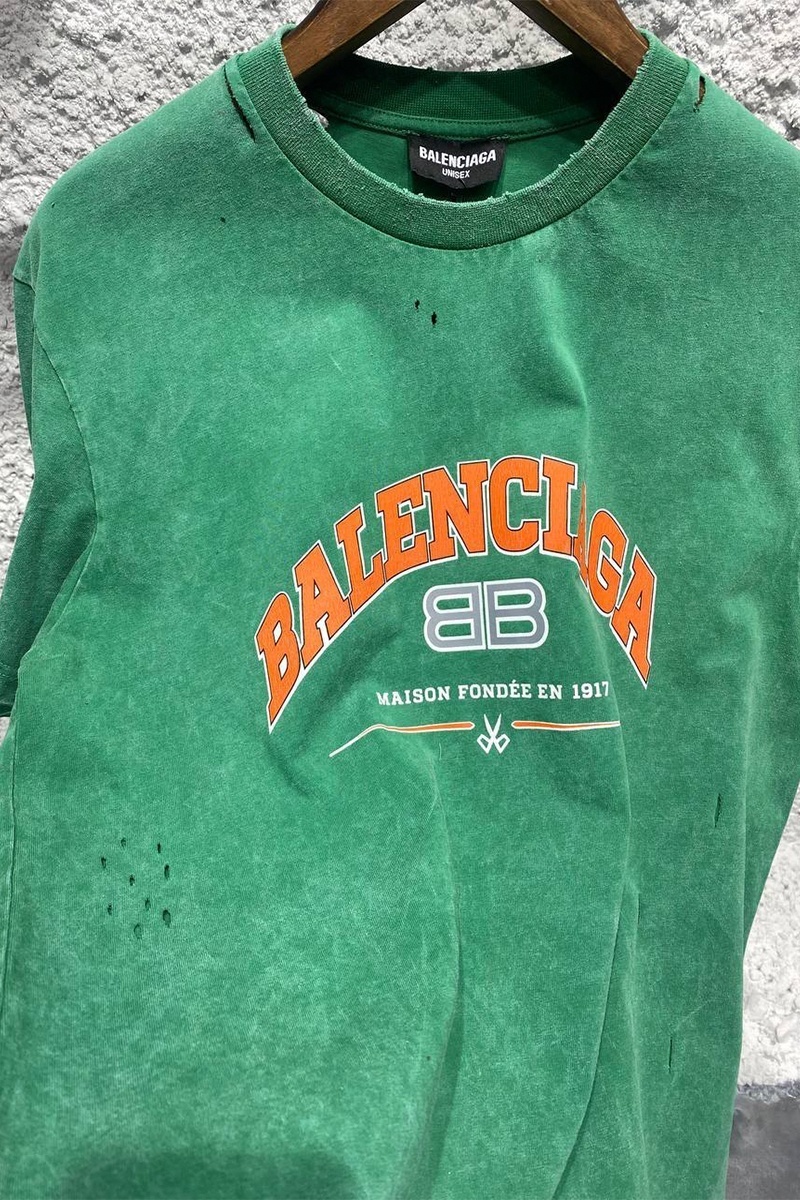 BALENCIAGA
UNISEX
BALENCIAGA
BB
MAISON FONDÉE EN 1917